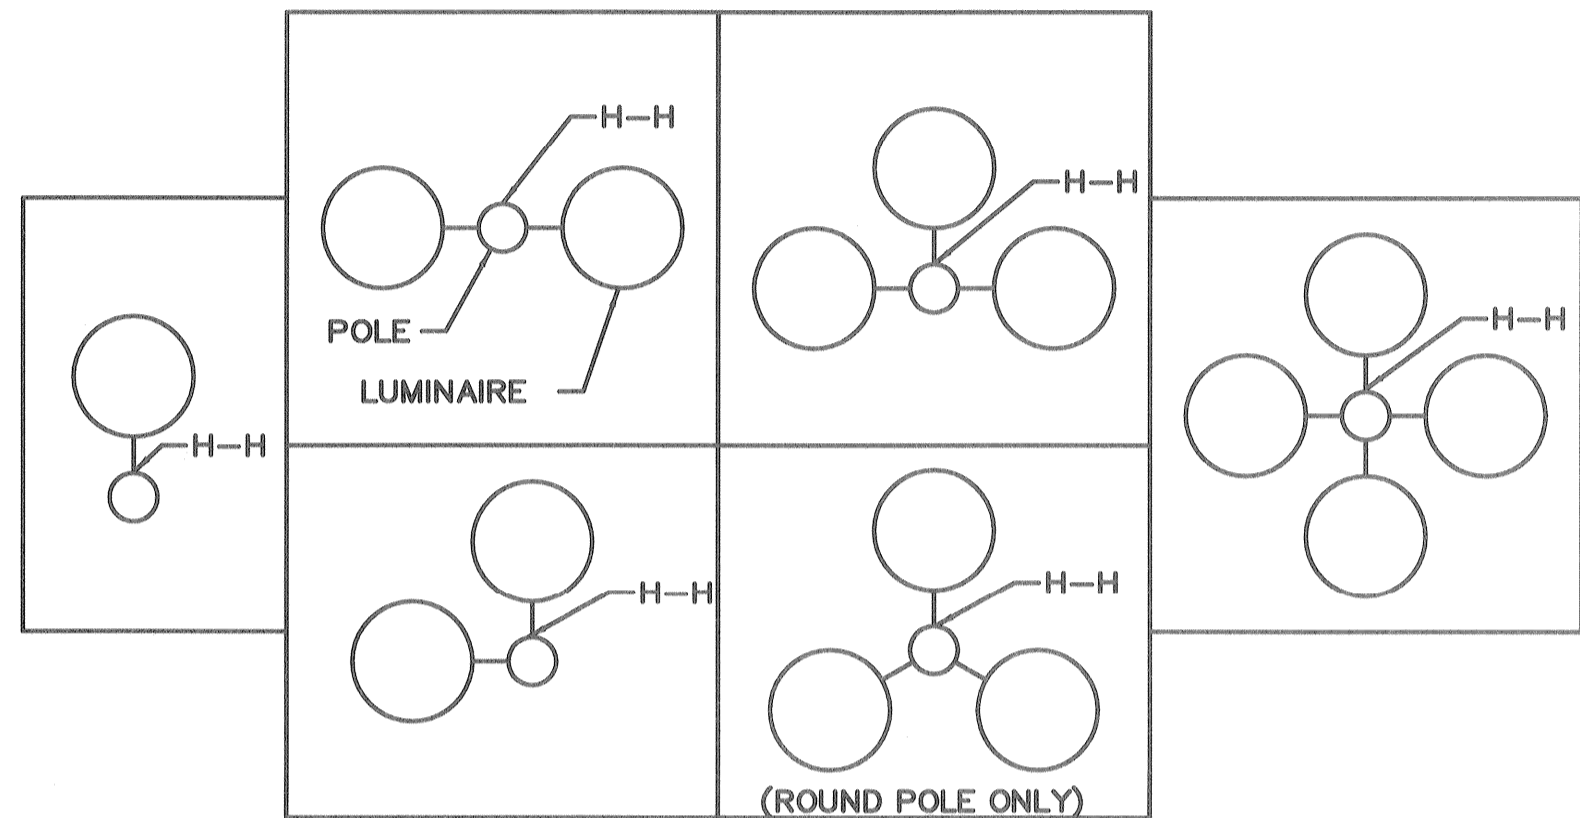 H-H
H-H
POLE
LUMINAIRE
H-H
H-H
H-H
(ROUND POLE ONLY)
H-H